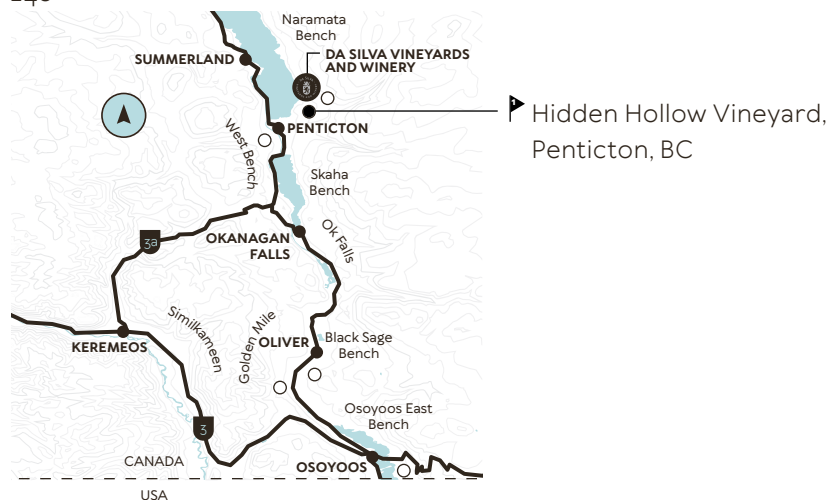 Naramata
Bench
DA SILVA VINEYARDS
AND WINERY
SUMMERLAND
1
Hidden Hollow Vineyard,
Penticton, BC
PENTICTON
West Bench
Skaha
Bench
3a
OKANAGAN
FALLS
Ok Falls
Similkameen
Golden Mile
KEREMEOS
OLIVER
Black Sage
Bench
3
Osoyoos East
Bench
CANADA
OSOYOOS
USA